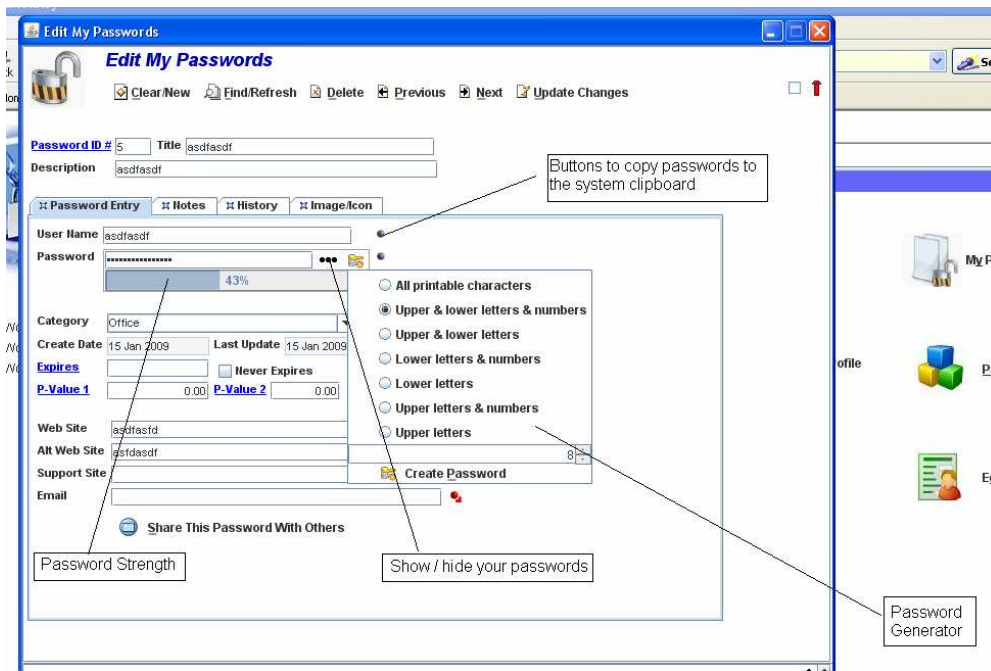 Edit My Passwords
Edit My Passwords
Clear/New Find/Refresh Delete Previous Next Update Changes
Password ID # 5 Title asdfasdf
Description asdfasdf
Buttons to copy passwords to
the system clipboard
Password Entry Notes History Image/Icon
User Name asdfasdf
Password ••••••••••••••••
43%
All printable characters
Upper & lower letters & numbers
Upper & lower letters
Lower letters & numbers
Lower letters
Upper letters & numbers
Upper letters
8
Create Password
Category Office
Create Date 15 Jan 2009 Last Update 15 Jan 2009
Expires Never Expires
P-Value 1 0.00 P-Value 2 0.00
Web Site asdfasfd
Alt Web Site asfdasdf
Support Site
Email
Share This Password With Others
Password Strength
Show / hide your passwords
Password
Generator
My P
ofile
P